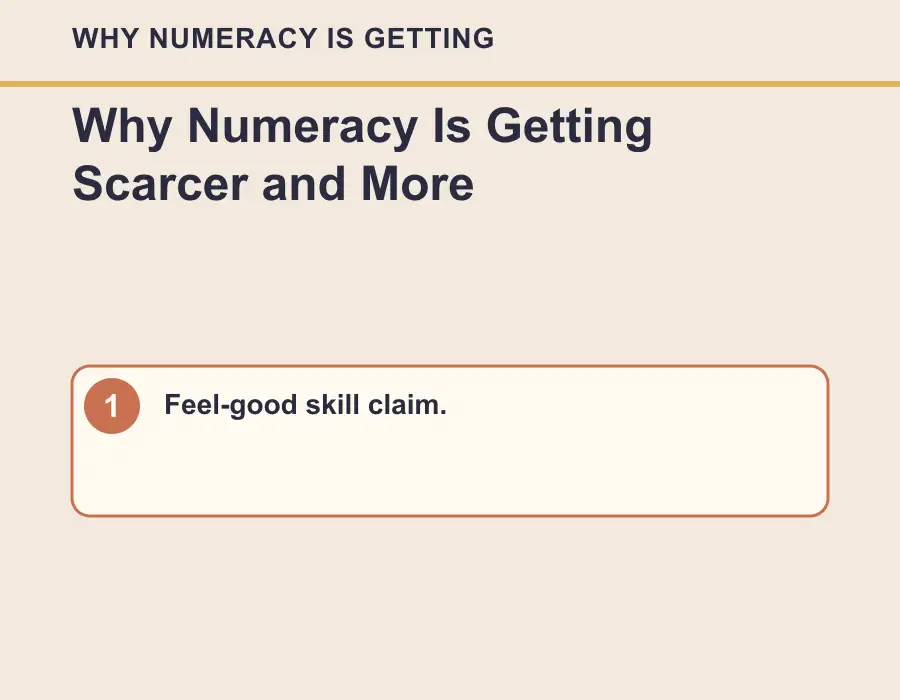 WHY NUMERACY IS GETTING
Why Numeracy Is Getting
Scarcer and More
1
Feel-good skill claim.